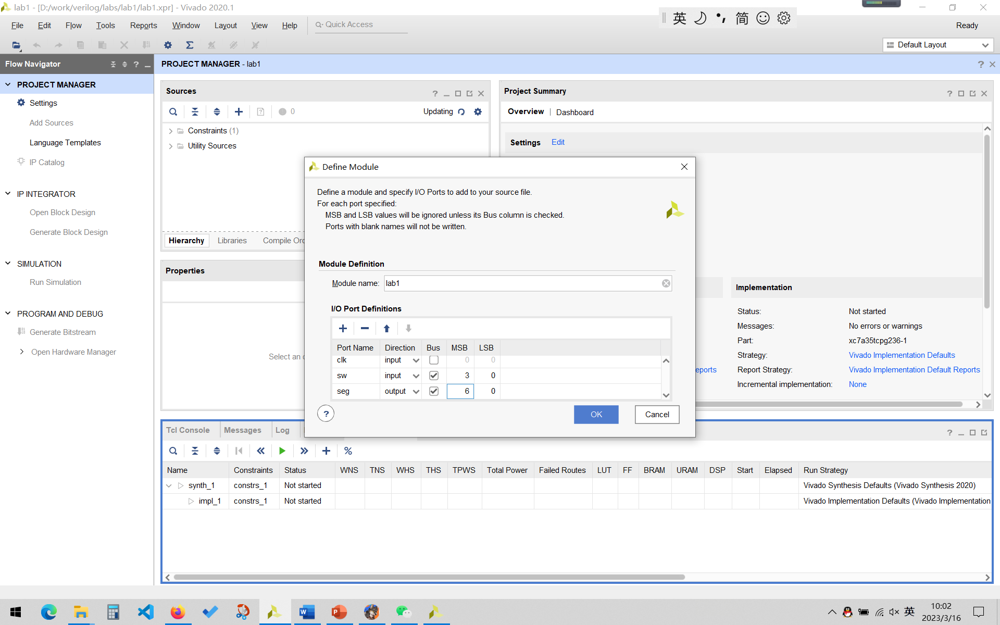 lab1 - [D:/work/verilog/labs/lab1/lab1.xpr] - Vivado 2020.1
File Edit Flow Tools Reports Window Layout View Help Quick Access
英 简
Ready
Default Layout
Flow Navigator
PROJECT MANAGER - lab1
PROJECT MANAGER
Settings
Add Sources
Language Templates
IP Catalog
IP INTEGRATOR
Open Block Design
Generate Block Design
SIMULATION
Run Simulation
PROGRAM AND DEBUG
Generate Bitstream
Open Hardware Manager
Sources
0
Updating
Constraints (1)
Utility Sources
Hierarchy Libraries Compile Ord
Properties
Select an o
Project Summary
Overview | Dashboard
Settings Edit
Implementation
Status: Not started
Messages: No errors or warnings
Part: xc7a35tcpg236-1
Strategy: Vivado Implementation Defaults
eports
Report Strategy: Vivado Implementation Default Reports
Incremental implementation: None
Define Module
Define a module and specify I/O Ports to add to your source file.
For each port specified:
MSB and LSB values will be ignored unless its Bus column is checked.
Ports with blank names will not be written.
Module Definition
Module name: lab1
I/O Port Definitions
Port Name Direction Bus MSB LSB
clk input 0 0
sw input 3 0
seg output 6 0
?
OK Cancel
Tcl Console Messages Log
%
Name Constraints Status WNS TNS WHS THS TPWS Total Power Failed Routes LUT FF BRAM URAM DSP Start Elapsed Run Strategy
synth_1 constrs_1 Not started Vivado Synthesis Defaults (Vivado Synthesis 2020)
impl_1 constrs_1 Not started Vivado Implementation Defaults (Vivado Implementation
英
10:02
2023/3/16